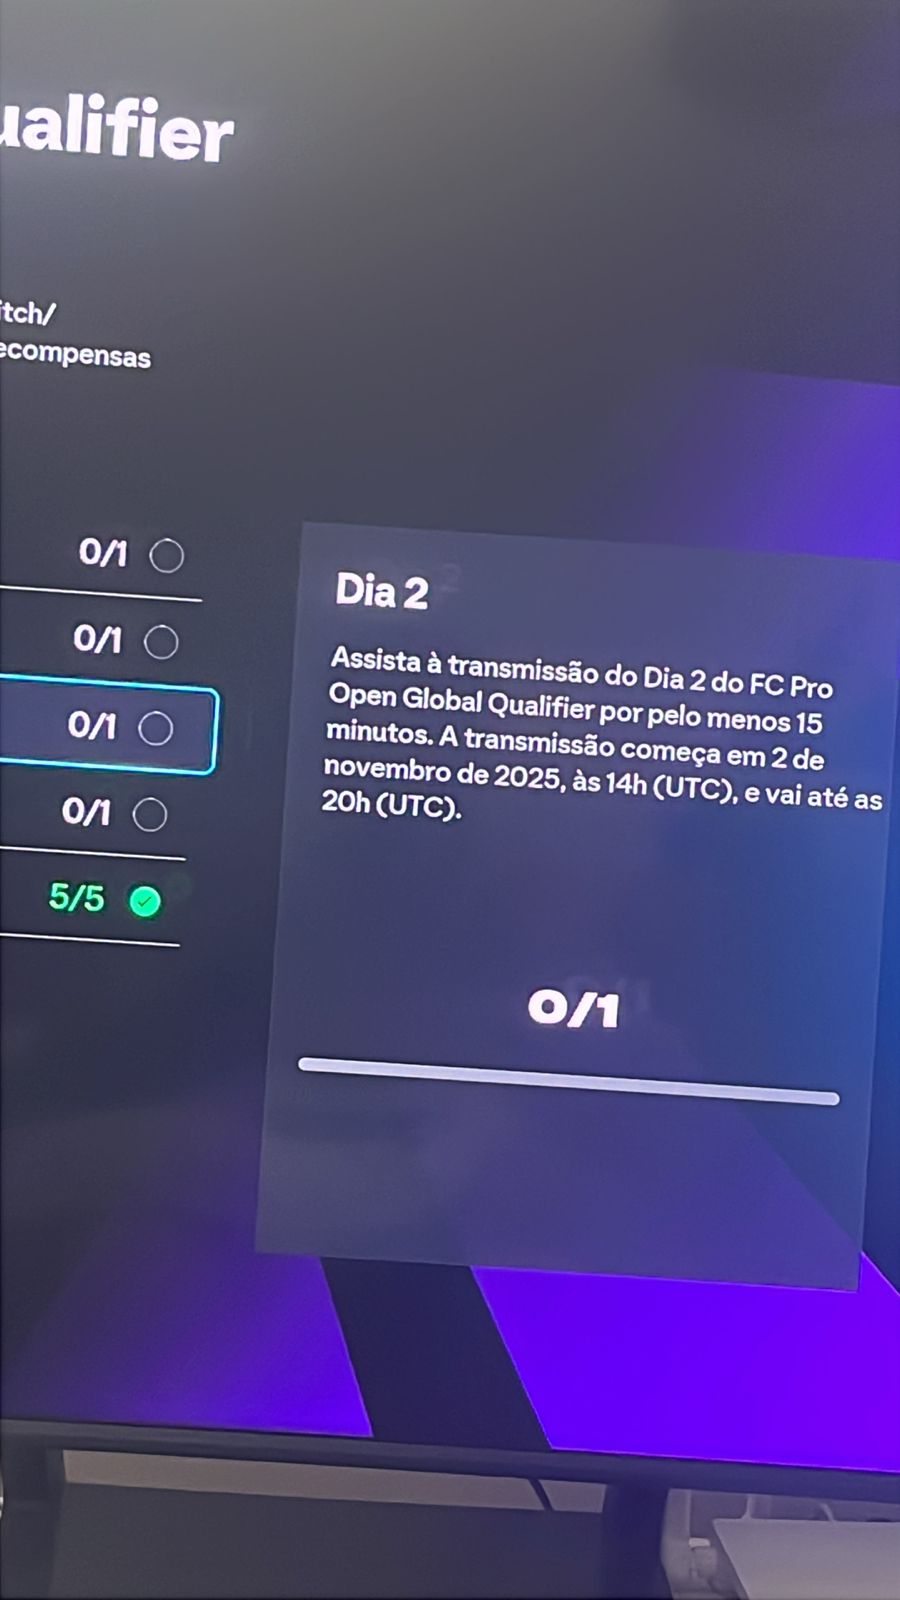 ualifier
itch/
ecompensas
0/1
0/1
0/1
0/1
5/5
Dia 2
Assista à transmissão do Dia 2 do FC Pro
Open Global Qualifier por pelo menos 15
minutos. A transmissão começa em 2 de
novembro de 2025, às 14h (UTC), e vai até as
20h (UTC).
0/1